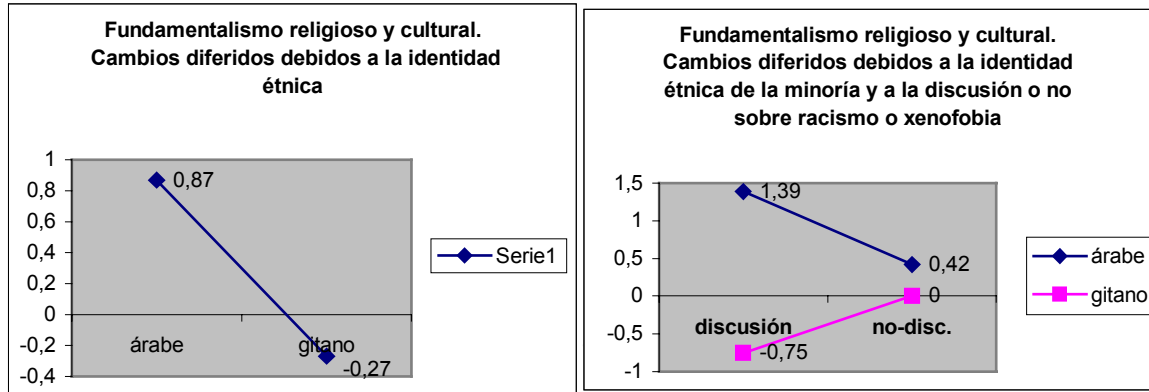 Fundamentalismo religioso y cultural.
Cambios diferidos debidos a la identidad
étnica
1
0,8
0,6
0,4
0,2
0
-0,2
-0,4
0,87
-0,27
árabe
gitano
Serie1
Fundamentalismo religioso y cultural.
Cambios diferidos debidos a la identidad
étnica de la minoría y a la discusión o no
sobre racismo o xenofobia
1,5
1
0,5
0
-0,5
-1
1,39
0,42
0
-0,75
discusión
no-disc.
árabe
gitano